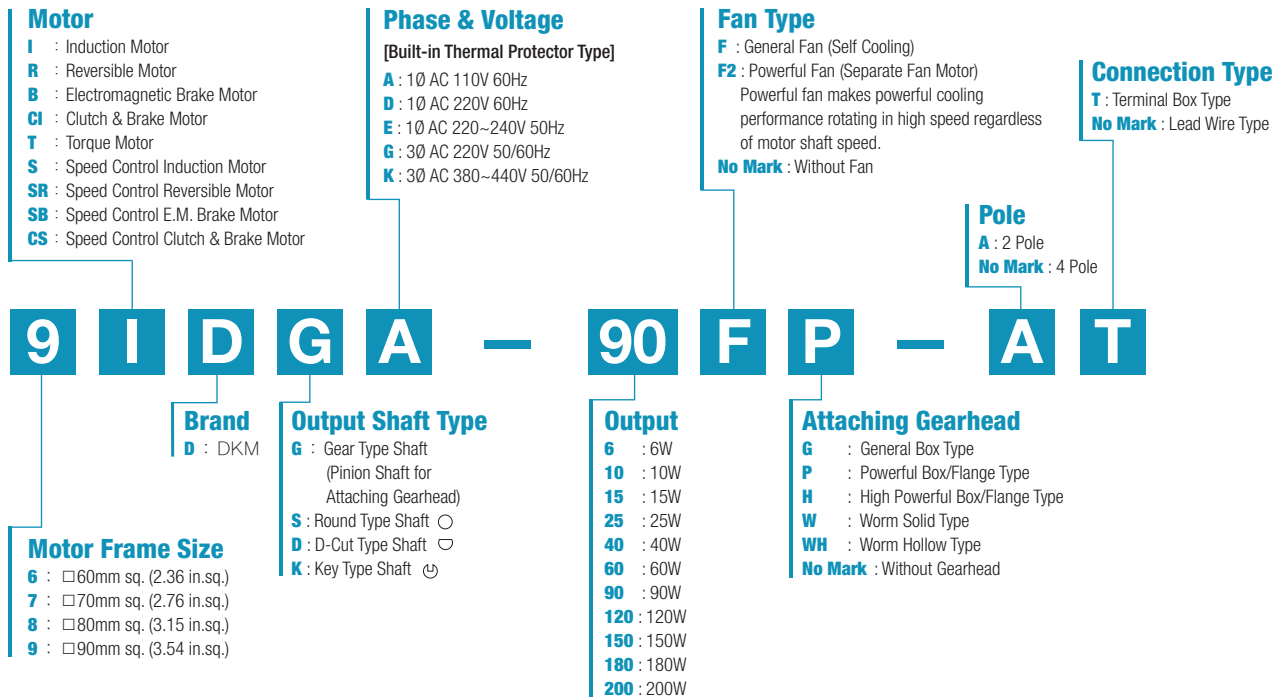 Motor
I : Induction Motor
R : Reversible Motor
B : Electromagnetic Brake Motor
CI : Clutch & Brake Motor
T : Torque Motor
S : Speed Control Induction Motor
SR : Speed Control Reversible Motor
SB : Speed Control E.M. Brake Motor
CS : Speed Control Clutch & Brake Motor
Phase & Voltage
[Built-in Thermal Protector Type]
A : 1Ø AC 110V 60Hz
D : 1Ø AC 220V 60Hz
E : 1Ø AC 220~240V 50Hz
G : 3Ø AC 220V 50/60Hz
K : 3Ø AC 380~440V 50/60Hz
Fan Type
F : General Fan (Self Cooling)
F2 : Powerful Fan (Separate Fan Motor)
Powerful fan makes powerful cooling
performance rotating in high speed regardless
of motor shaft speed.
No Mark : Without Fan
Connection Type
T : Terminal Box Type
No Mark : Lead Wire Type
Pole
A : 2 Pole
No Mark : 4 Pole
9 I D G A — 90 F P — A T
Brand
D : DKM
Output Shaft Type
G : Gear Type Shaft
(Pinion Shaft for
Attaching Gearhead)
S : Round Type Shaft
D : D-Cut Type Shaft
K : Key Type Shaft
Output
6 : 6W
10 : 10W
15 : 15W
25 : 25W
40 : 40W
60 : 60W
90 : 90W
120 : 120W
150 : 150W
180 : 180W
200 : 200W
Attaching Gearhead
G : General Box Type
P : Powerful Box/Flange Type
H : High Powerful Box/Flange Type
W : Worm Solid Type
WH : Worm Hollow Type
No Mark : Without Gearhead
Motor Frame Size
6 : □60mm sq. (2.36 in.sq.)
7 : □70mm sq. (2.76 in.sq.)
8 : □80mm sq. (3.15 in.sq.)
9 : □90mm sq. (3.54 in.sq.)